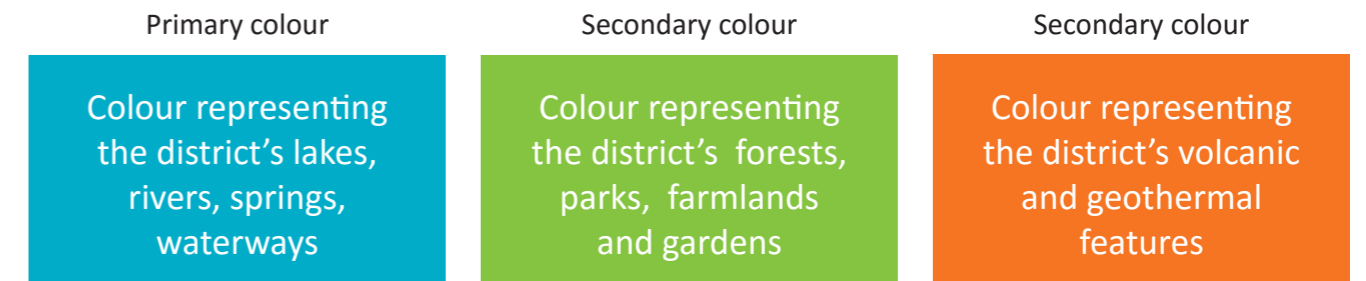 Primary colour
Colour representing
the district's lakes,
rivers, springs,
waterways
Secondary colour
Colour representing
the district's  forests,
parks,  farmlands
and gardens
Secondary colour
Colour representing
the district's volcanic
and geothermal
features